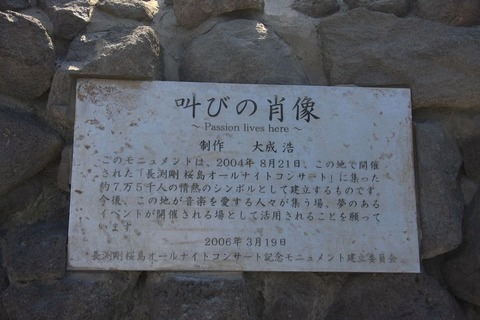 叫びの肖像
～ Passion lives here ～
制作　大成 浩
このモニュメントは、2004年 8月21日、この地で開催
された「長渕剛 桜島オールナイトコンサート」に集った
約7.5万千人の情熱のシンボルとして建立するものです。
今後、この地が音楽を愛する人々が集う場、夢のある
イベントが開催される場として活用されることを願って
います。
2006年 3月19日
長渕剛 桜島オールナイトコンサート記念モニュメント建立委員会